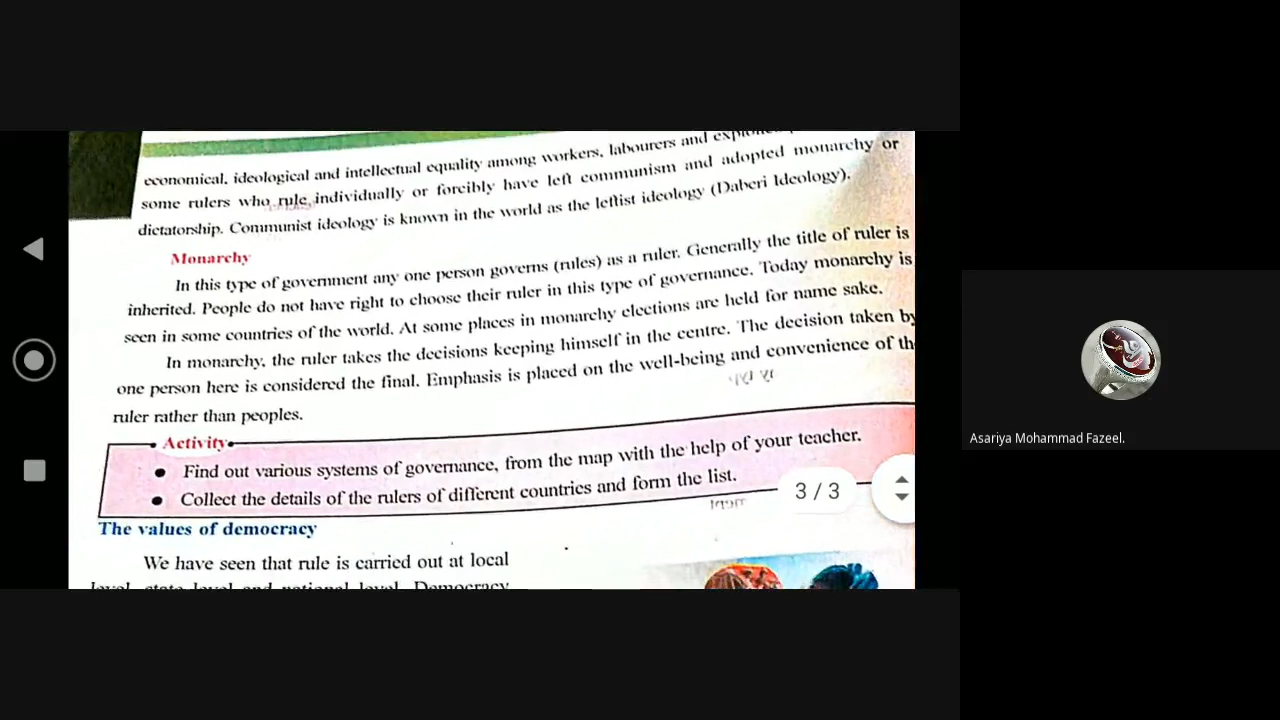 economical, ideological and intellectual equality among workers, labourers and
some rulers who rule individually or forcibly have left communism and adopted monarchy or
dictatorship. Communist ideology is known in the world as the leftist ideology (Daberi Ideology).
Monarchy
In this type of government any one person governs (rules) as a ruler. Generally the title of ruler is
inherited. People do not have right to choose their ruler in this type of governance. Today monarchy is
seen in some countries of the world. At some places in monarchy elections are held for name sake.
In monarchy, the ruler takes the decisions keeping himself in the centre. The decision taken by
one person here is considered the final. Emphasis is placed on the well-being and convenience of th
ruler rather than peoples.
Activity
● Find out various systems of governance, from the map with the help of your teacher.
● Collect the details of the rulers of different countries and form the list.
3 / 3
The values of democracy
We have seen that rule is carried out at local
level, state level and national level. Democracy
Asariya Mohammad Fazeel.